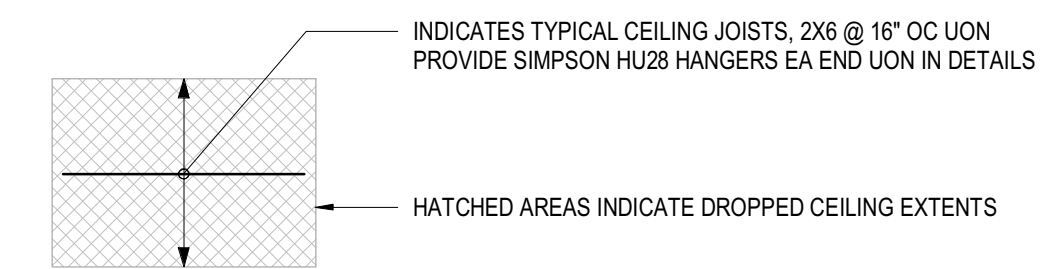 INDICATES TYPICAL CEILING JOISTS, 2X6 @ 16" OC UON
PROVIDE SIMPSON HU28 HANGERS EA END UON IN DETAILS
HATCHED AREAS INDICATE DROPPED CEILING EXTENTS